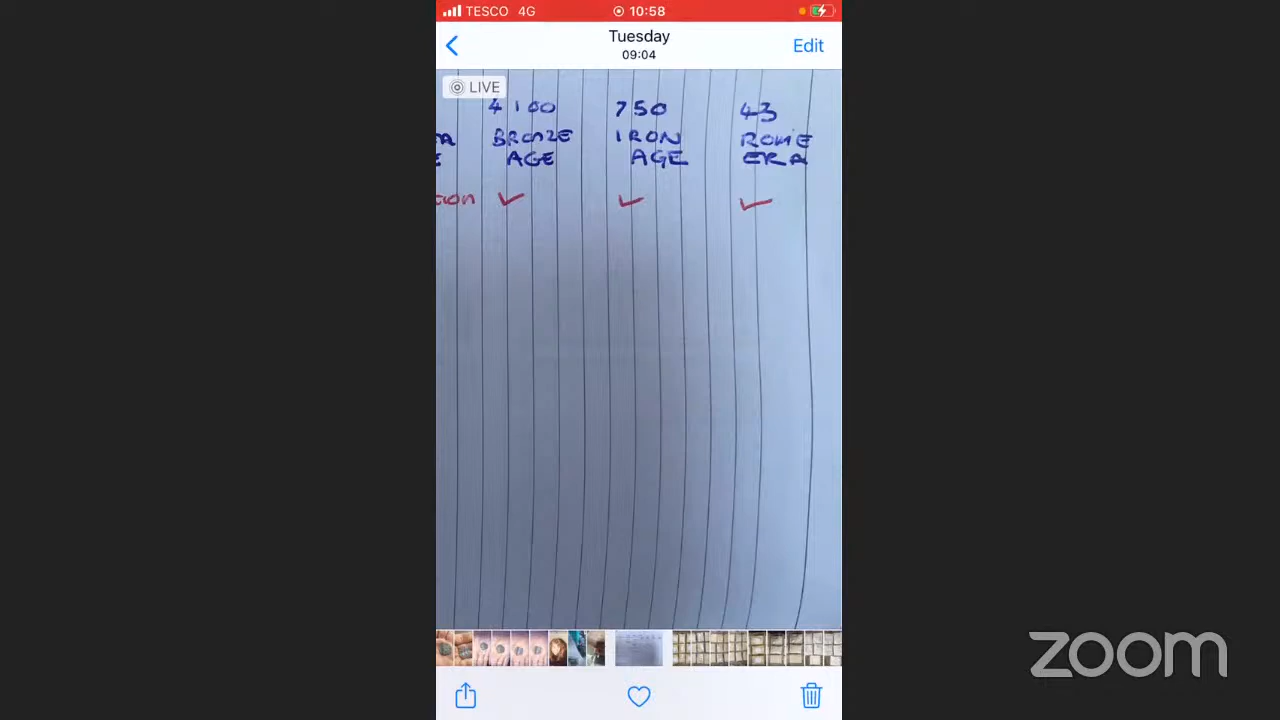 TESCO 4G 10:58
Tuesday
09:04
Edit
LIVE
4100 750 43
BRONZE IRON ROME
AGE AGE ERA
✓ ✓ ✓
zoom